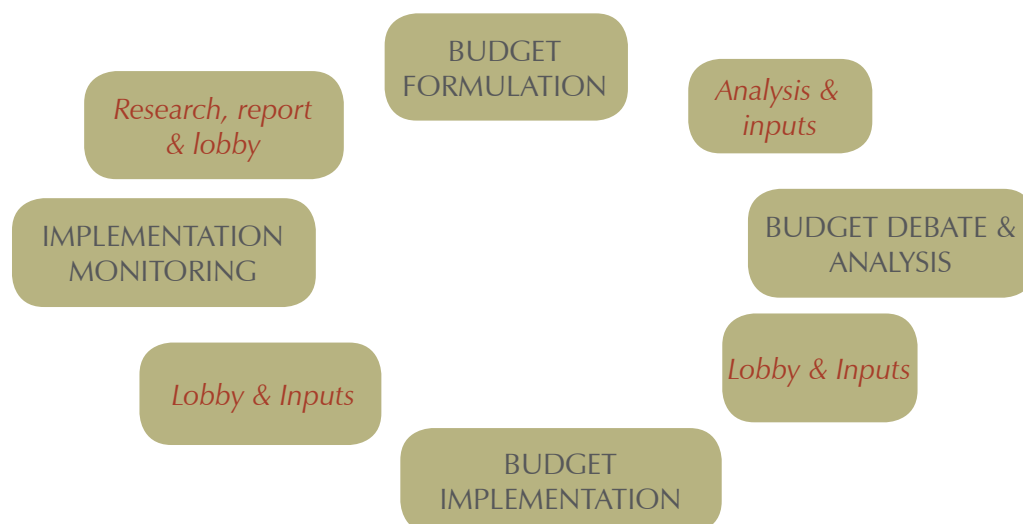 BUDGET
FORMULATION
Analysis &
inputs
BUDGET DEBATE &
ANALYSIS
Lobby & Inputs
BUDGET
IMPLEMENTATION
Lobby & Inputs
IMPLEMENTATION
MONITORING
Research, report
& lobby